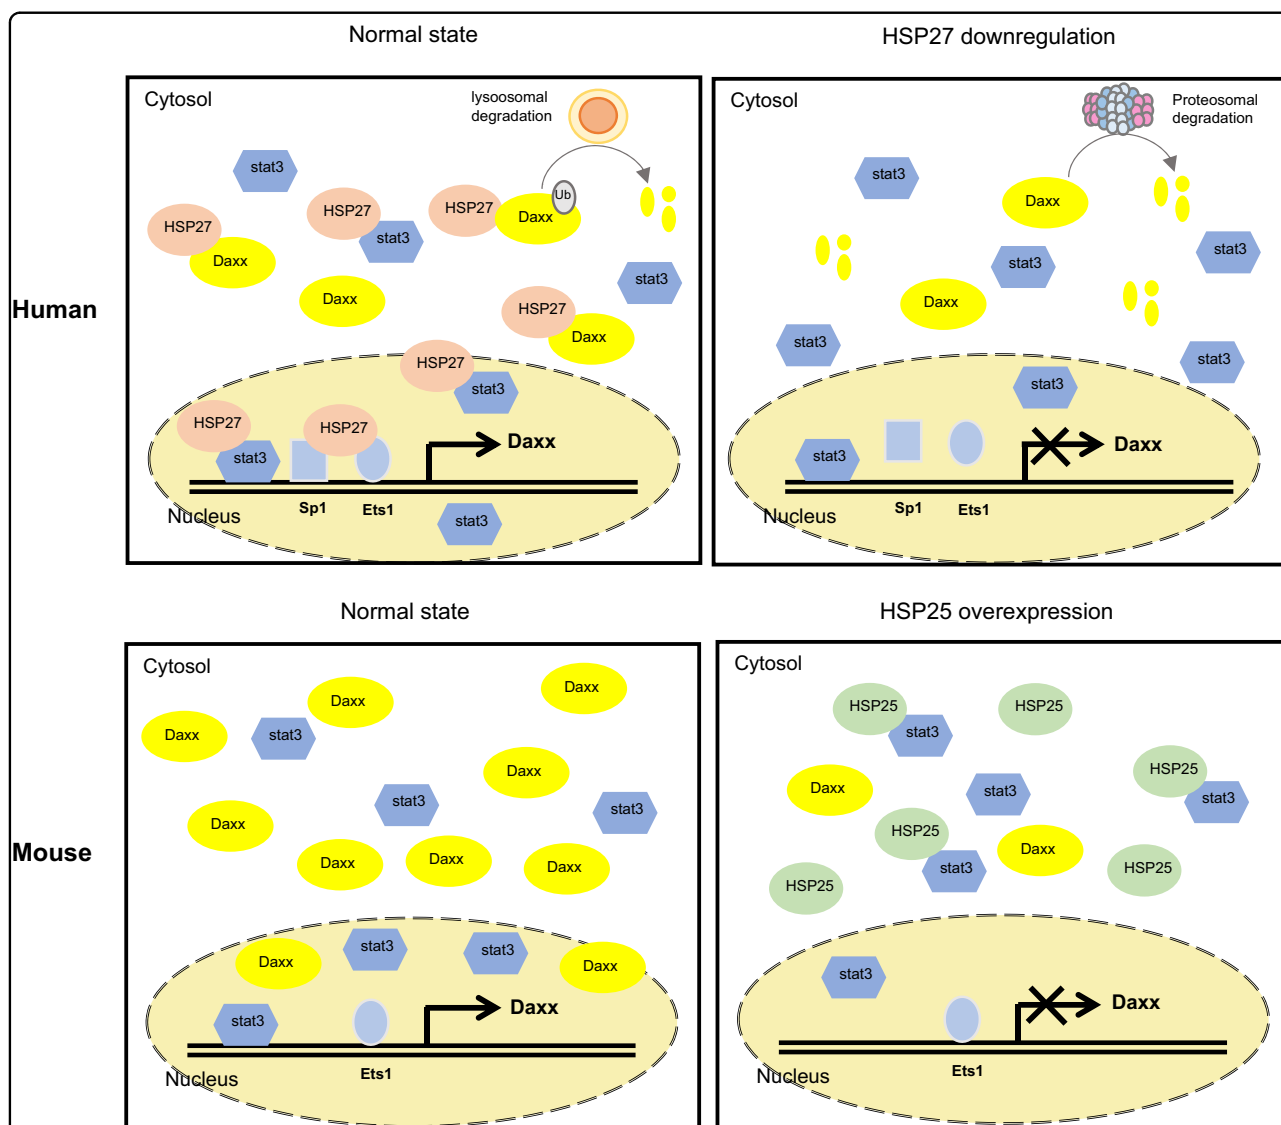 Normal state
HSP27 downregulation
Human
Cytosol
lysoosomal
degradation
stat3
HSP27
HSP27
HSP27
Ub
Daxx
Daxx
stat3
Daxx
stat3
HSP27
Daxx
HSP27
stat3
HSP27
HSP27
stat3
Daxx
Nucleus
Sp1
Ets1
stat3
Cytosol
Proteosomal
degradation
stat3
Daxx
stat3
stat3
Daxx
stat3
stat3
stat3
stat3
Daxx
Nucleus
Sp1
Ets1
Normal state
HSP25 overexpression
Mouse
Cytosol
Daxx
Daxx
Daxx
stat3
Daxx
stat3
stat3
Daxx
Daxx
Daxx
Daxx
stat3
stat3
Daxx
Daxx
stat3
Daxx
Nucleus
Ets1
Cytosol
HSP25
HSP25
stat3
HSP25
Daxx
stat3
stat3
HSP25
Daxx
stat3
HSP25
HSP25
stat3
Daxx
Nucleus
Ets1